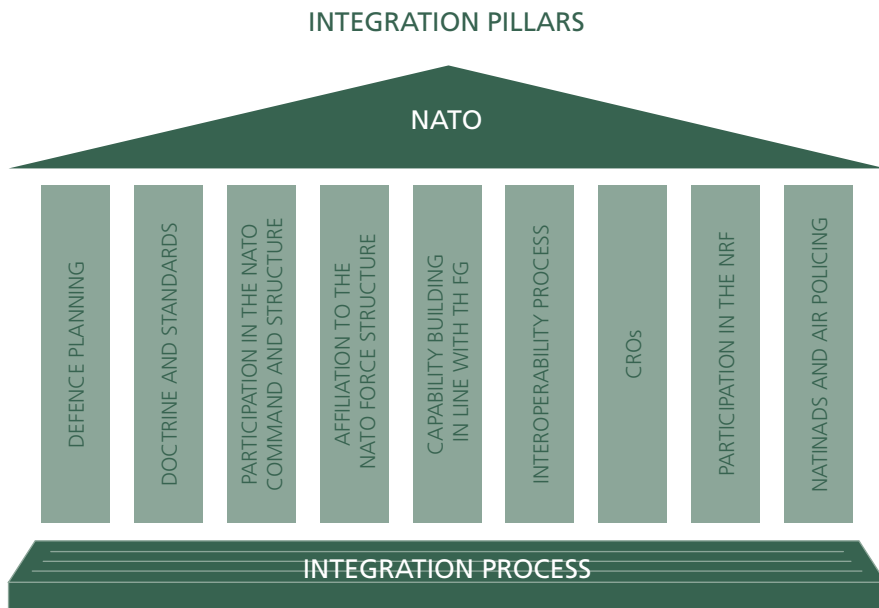 INTEGRATION PILLARS
NATO
DEFENCE PLANNING
DOCTRINE AND STANDARDS
PARTICIPATION IN THE NATO
COMMAND AND STRUCTURE
AFFILIATION TO THE
NATO FORCE STRUCTURE
CAPABILITY BUILDING
IN LINE WITH TH FG
INTEROPERABILITY PROCESS
CROs
PARTICIPATION IN THE NRF
NATINADS AND AIR POLICING
INTEGRATION PROCESS